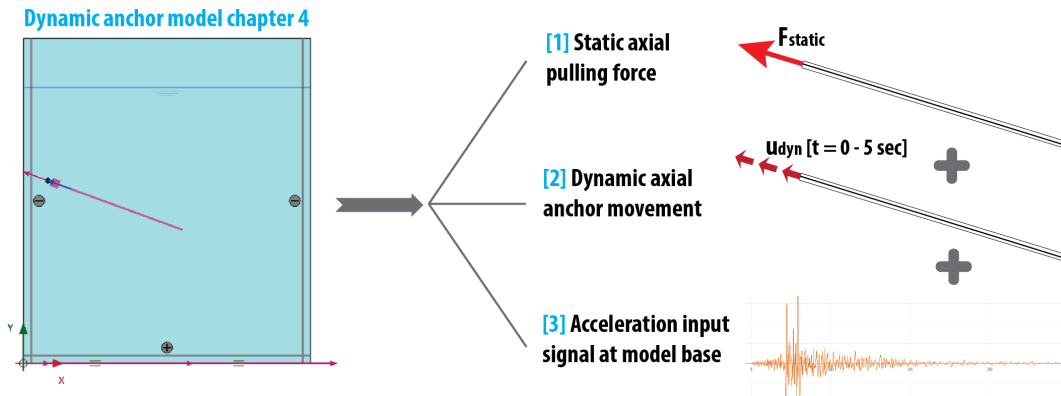 Dynamic anchor model chapter 4
[1] Static axial
pulling force
Fstatic
[2] Dynamic axial
anchor movement
udyn [t = 0 - 5 sec]
[3] Acceleration input
signal at model base
Y
X